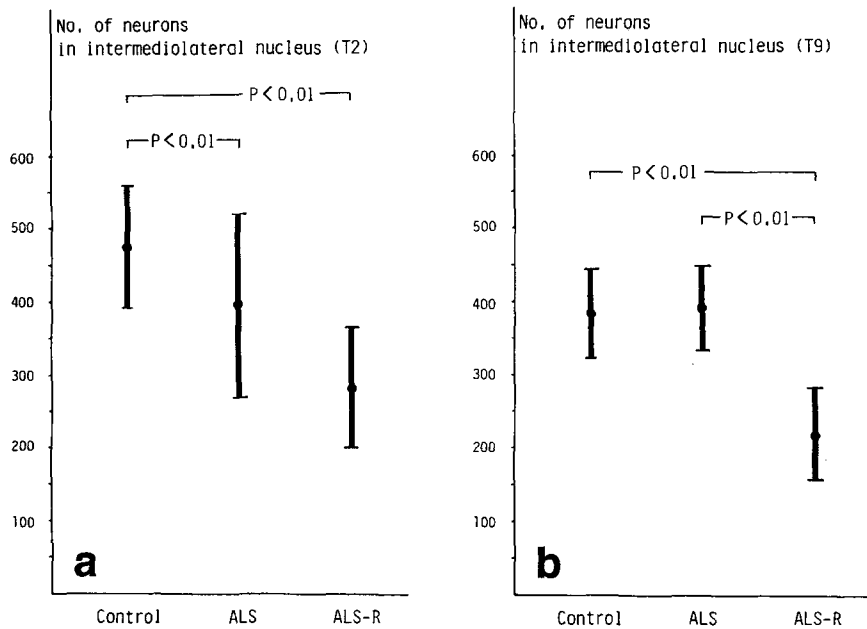 No. of neurons
in intermediolateral nucleus (T2)
P<0,01
P<0,01
600
500
400
300
200
100
a
Control ALS ALS-R
No. of neurons
in intermediolateral nucleus (T9)
600
P<0,01
500
P<0,01
400
300
200
100
b
Control ALS ALS-R